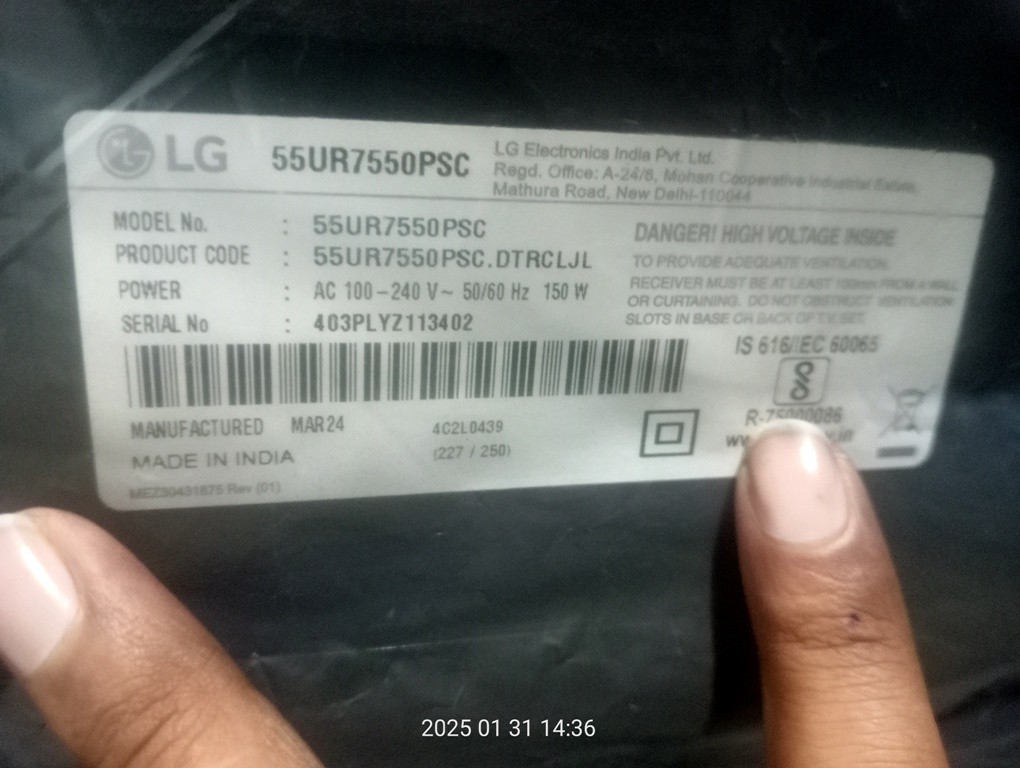 LG 55UR7550PSC
LG Electronics India Pvt. Ltd.
Regd. Office: A-24/6, Mohan Cooperative Industrial Estate,
Mathura Road, New Delhi-110044
MODEL No. : 55UR7550PSC
PRODUCT CODE : 55UR7550PSC.DTRCLJL
POWER : AC 100-240 V~ 50/60 Hz 150 W
SERIAL No : 403PLYZ113402
DANGER! HIGH VOLTAGE INSIDE
TO PROVIDE ADEQUATE VENTILATION,
RECEIVER MUST BE AT LEAST 100mm FROM A WALL
OR CURTAINING. DO NOT OBSTRUCT VENTILATION
SLOTS IN BASE OR BACK OF T.V. SET.
IS 616/IEC 60065
R-75000086
MANUFACTURED MAR24
4C2L0439
(227 / 250)
MADE IN INDIA
MEZ30431875 Rev (01)
2025 01 31 14:36